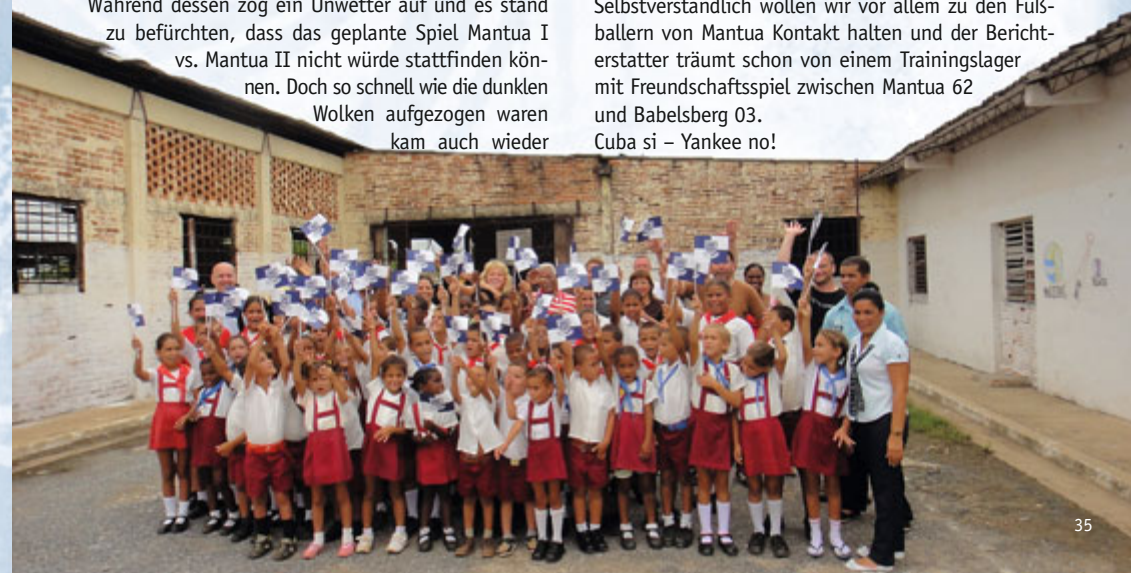 Während dessen zog ein Unwetter auf und es stand
zu befürchten, dass das geplante Spiel Mantua I
vs. Mantua II nicht würde stattfinden kön-
nen. Doch so schnell wie die dunklen
Wolken aufgezogen waren
kam auch wieder
Selbstverständlich wollen wir vor allem zu den Fuß-
ballern von Mantua Kontakt halten und der Bericht-
erstatter träumt schon von einem Trainingslager
mit Freundschaftsspiel zwischen Mantua 62
und Babelsberg 03.
Cuba si – Yankee no!
35